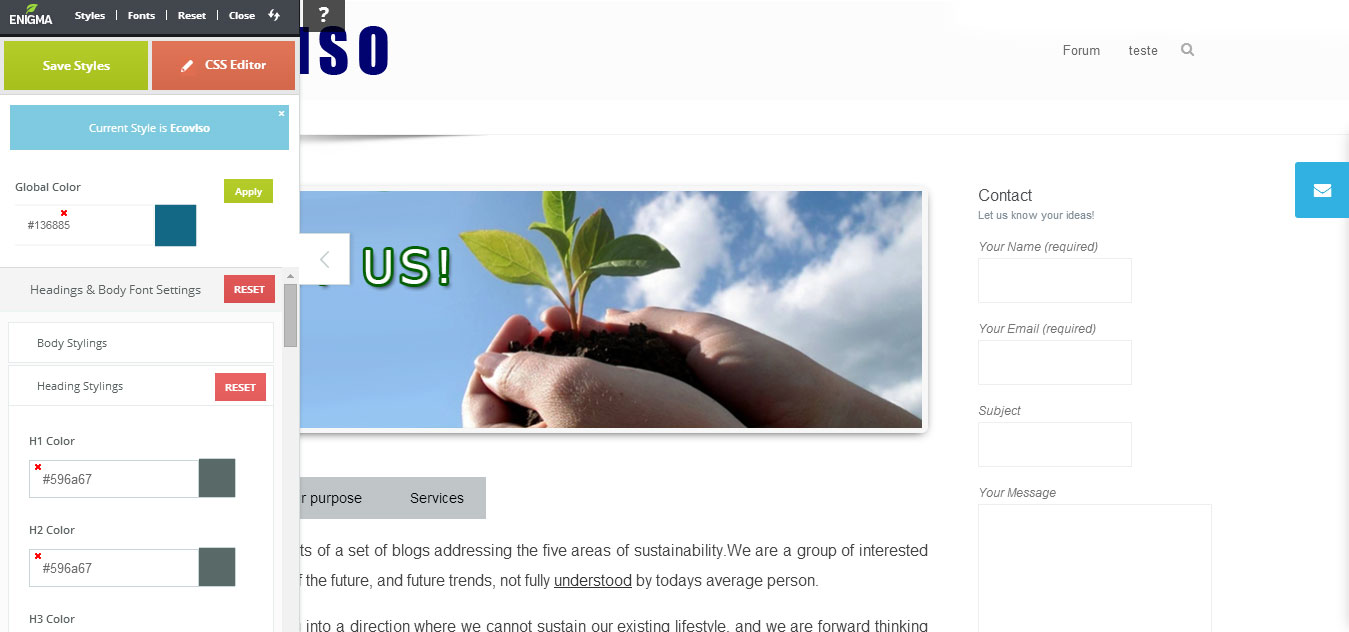 ENIGMA Styles Fonts Reset Close ?
Save Styles CSS Editor
Current Style is Ecoviso
Global Color Apply
#136885
Headings & Body Font Settings RESET
Body Stylings
Heading Stylings RESET
H1 Color
#596a67
H2 Color
#596a67
H3 Color
ISO
Forum teste
US!
r purpose Services
ts of a set of blogs addressing the five areas of sustainability.We are a group of interested
f the future, and future trends, not fully understood by todays average person.
into a direction where we cannot sustain our existing lifestyle, and we are forward thinking
Contact
Let us know your ideas!
Your Name (required)
Your Email (required)
Subject
Your Message